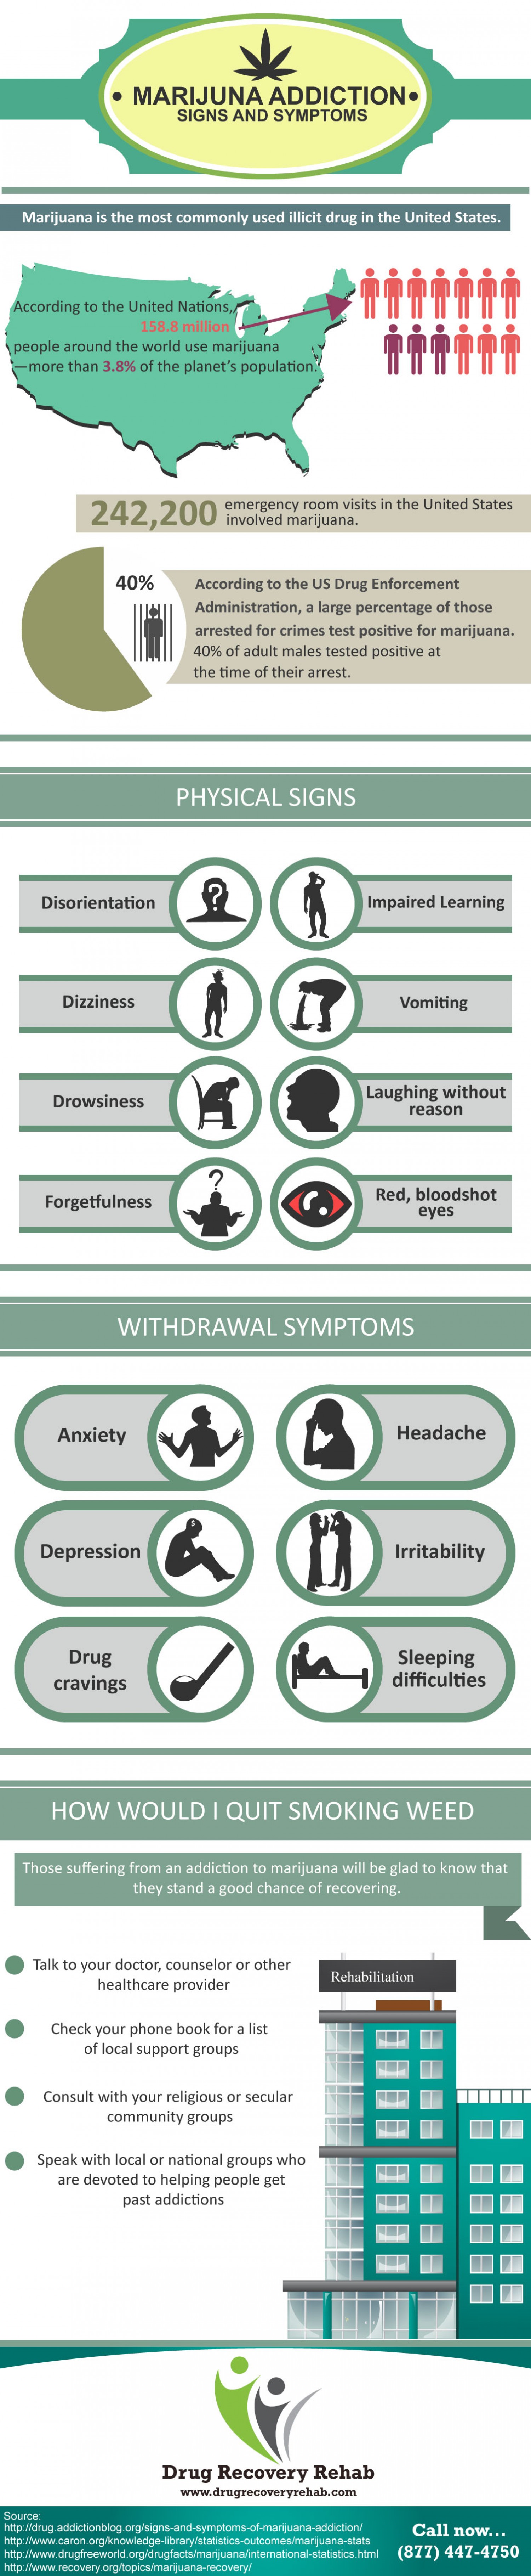 • MARIJUNA ADDICTION •
SIGNS AND SYMPTOMS
Marijuana is the most commonly used illicit drug in the United States.
According to the United Nations,
158.8 million
people around the world use marijuana
—more than 3.8% of the planet's population.
242,200 emergency room visits in the United States
involved marijuana.
40%
According to the US Drug Enforcement
Administration, a large percentage of those
arrested for crimes test positive for marijuana.
40% of adult males tested positive at
the time of their arrest.
PHYSICAL SIGNS
Disorientation
?
Impaired Learning
Dizziness
Vomiting
Drowsiness
Laughing without
reason
Forgetfulness
?
Red, bloodshot
eyes
WITHDRAWAL SYMPTOMS
Anxiety
Headache
Depression
$
Irritability
Drug
cravings
Sleeping
difficulties
HOW WOULD I QUIT SMOKING WEED
Those suffering from an addiction to marijuana will be glad to know that
they stand a good chance of recovering.
Talk to your doctor, counselor or other
healthcare provider
Check your phone book for a list
of local support groups
Consult with your religious or secular
community groups
Speak with local or national groups who
are devoted to helping people get
past addictions
Rehabilitation
Drug Recovery Rehab
www.drugrecoveryrehab.com
Source:
http://drug.addictionblog.org/signs-and-symptoms-of-marijuana-addiction/
http://www.caron.org/knowledge-library/statistics-outcomes/marijuana-stats
http://www.drugfreeworld.org/drugfacts/marijuana/international-statistics.html
http://www.recovery.org/topics/marijuana-recovery/
Call now...
(877) 447-4750